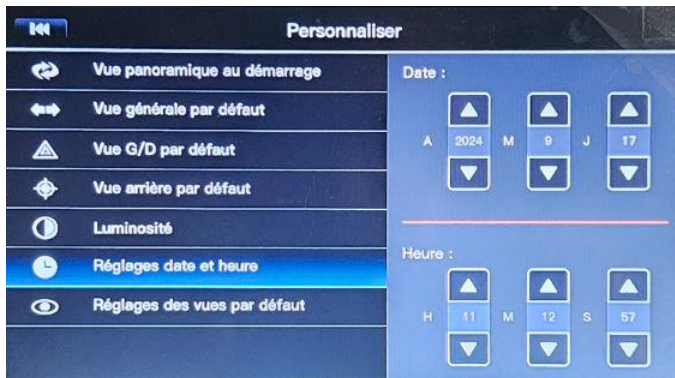 Personnaliser
Vue panoramique au démarrage
Vue générale par défaut
Vue G/D par défaut
Vue arrière par défaut
Luminosité
Réglages date et heure
Réglages des vues par défaut
Date :
A 2024 M 9 J 17
Heure :
H 11 M 12 S 57